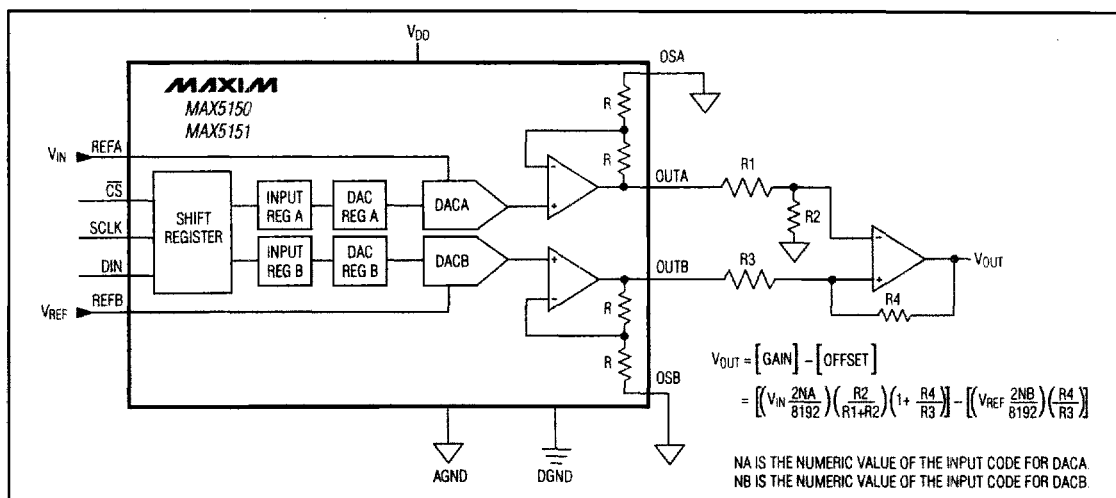 VDD
OSA
MAXIM
MAX5150
MAX5151
R
VIN
REFA
R
R1
OUTA
CS
SHIFT
REGISTER
INPUT
REG A
DAC
REG A
DACA
-
+
R2
SCLK
INPUT
REG B
DAC
REG B
DACB
+
-
-
+
VOUT
DIN
OUTB
R3
R4
VREF
REFB
R
R
OSB
VOUT = [GAIN] – [OFFSET]
= [(VIN 2NA/8192)(R2/R1+R2)(1+ R4/R3)] – [(VREF 2NB/8192)(R4/R3)]
AGND
DGND
NA IS THE NUMERIC VALUE OF THE INPUT CODE FOR DACA.
NB IS THE NUMERIC VALUE OF THE INPUT CODE FOR DACB.